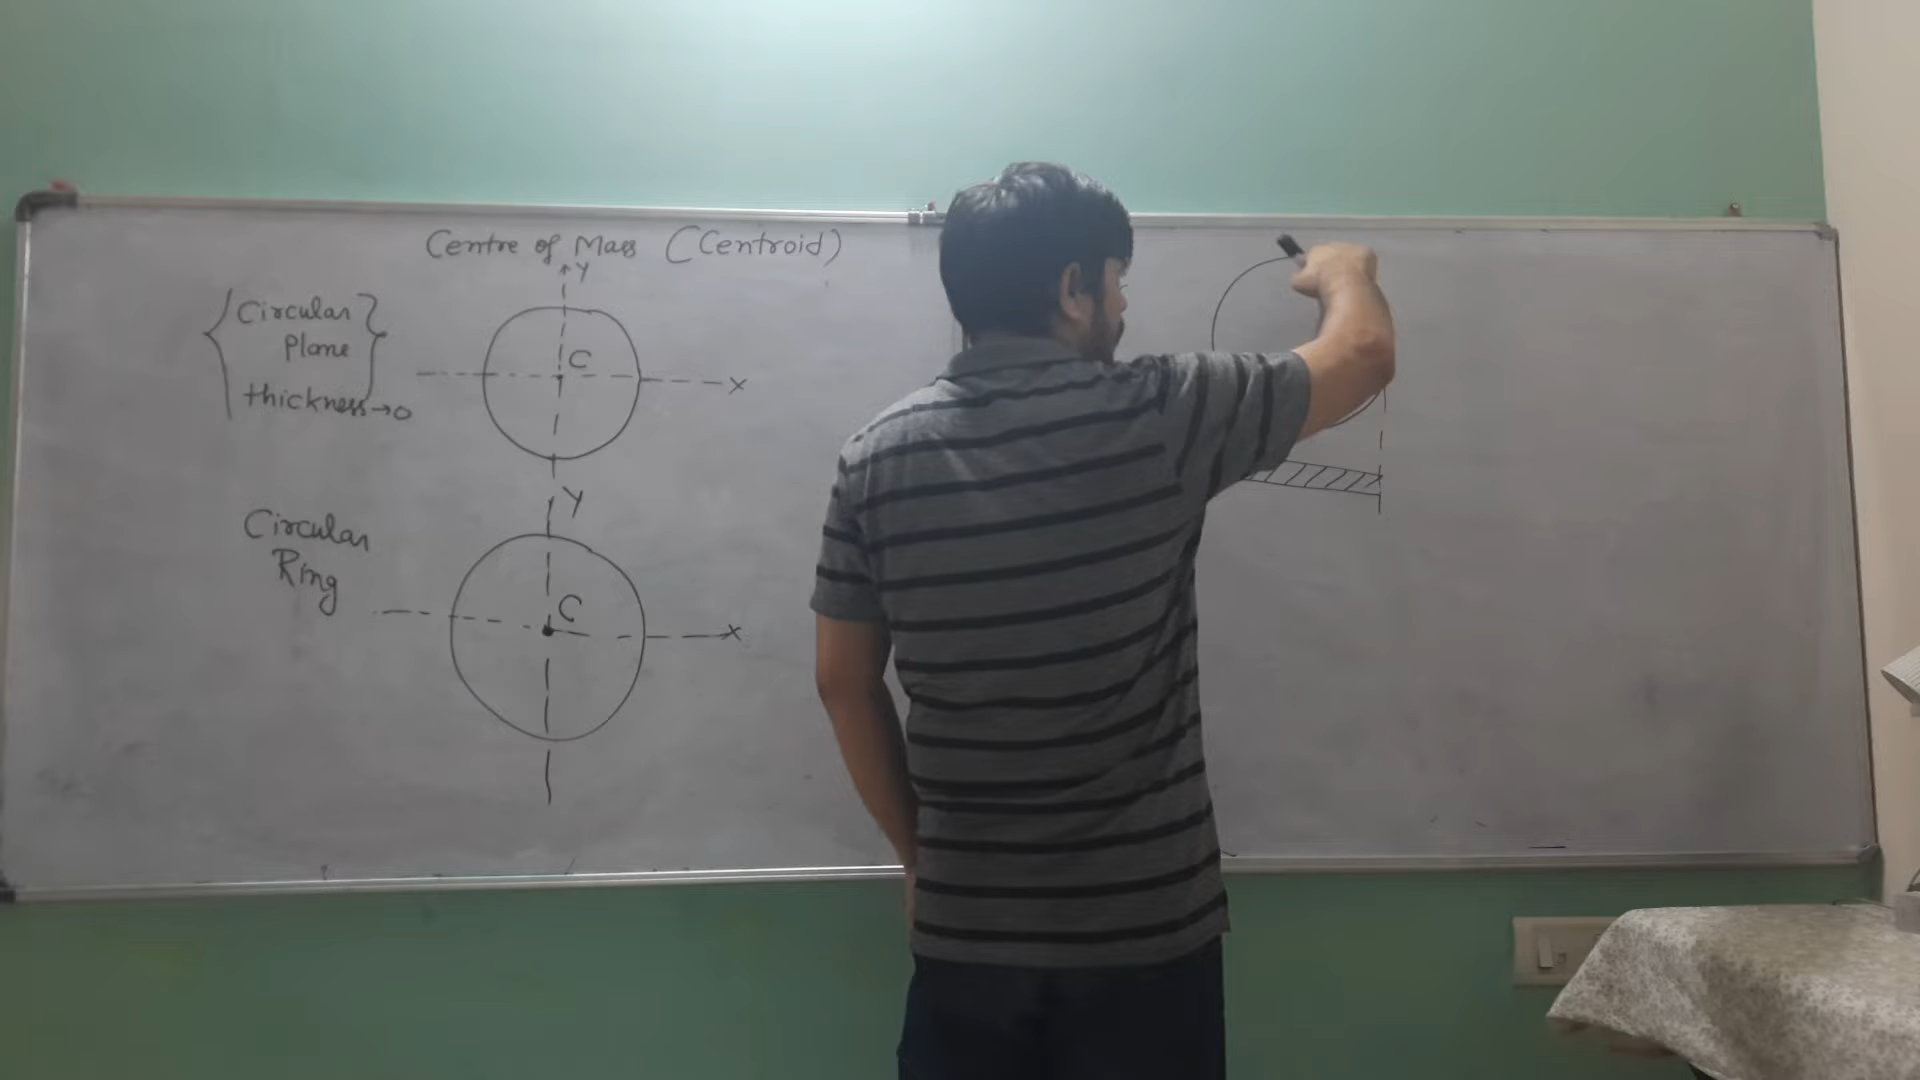 Centre of Mass (Centroid)
Y
Circular
Plane
thickness→0
C
X
Y
Circular
Ring
C
X